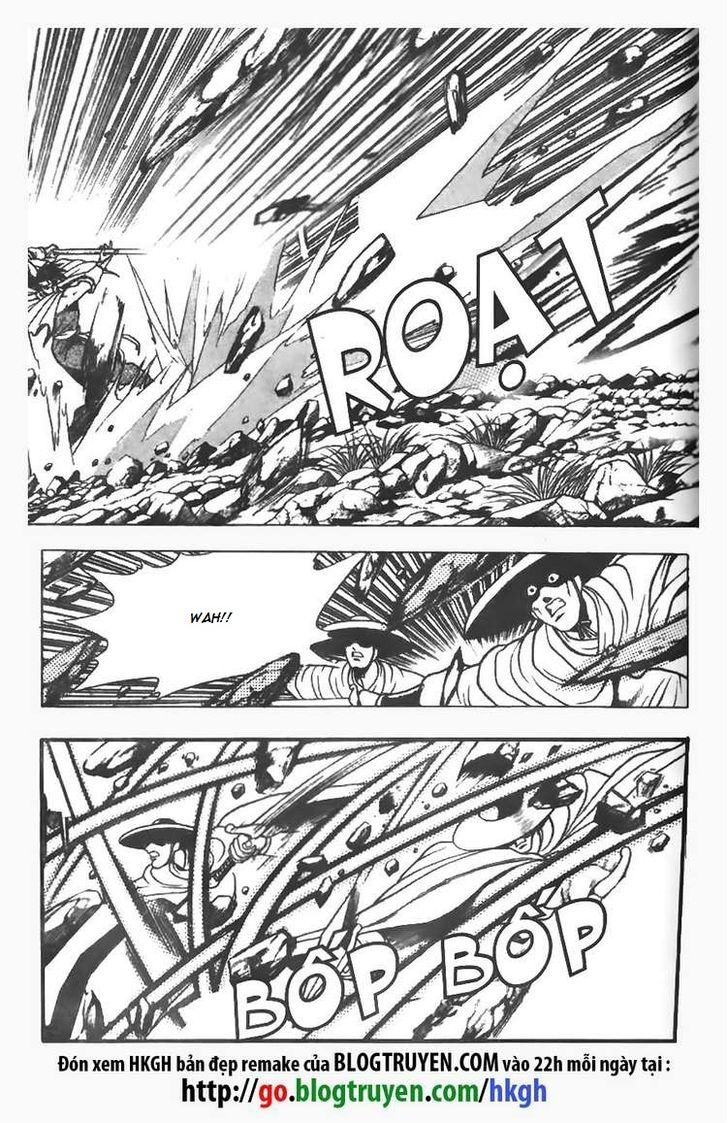 ROẠT
WAH!!
BỐP BỐP
Đón xem HKGH bản đẹp remake của BLOGTRUYEN.COM vào 22h mỗi ngày tại :
http://go.blogtruyen.com/hkgh